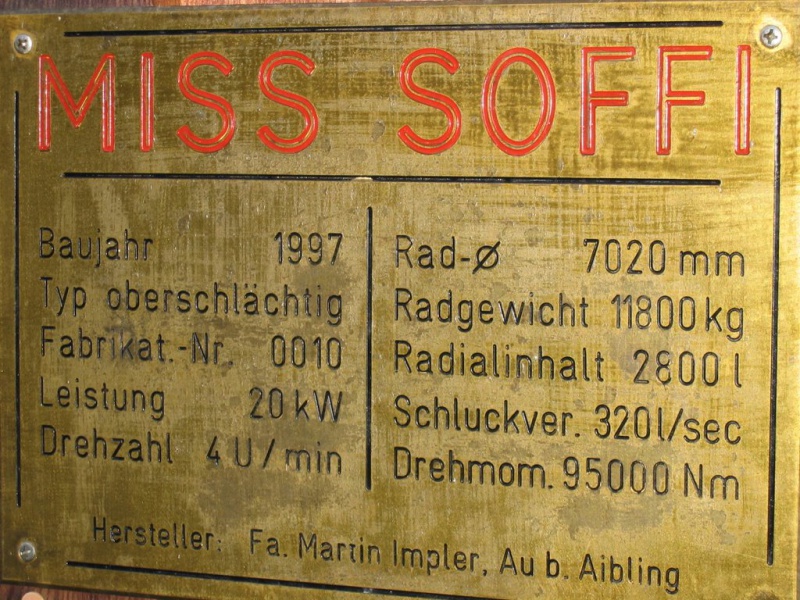 MISS SOFFI
Baujahr 1997
Typ oberschlächtig
Fabrikat.-Nr. 0010
Leistung 20 kW
Drehzahl 4 U/min
Rad-Ø 7020 mm
Radgewicht 11800 kg
Radialinhalt 2800 l
Schluckver. 320 l/sec
Drehmom. 95000 Nm
Hersteller: Fa. Martin Impler, Au b. Aibling